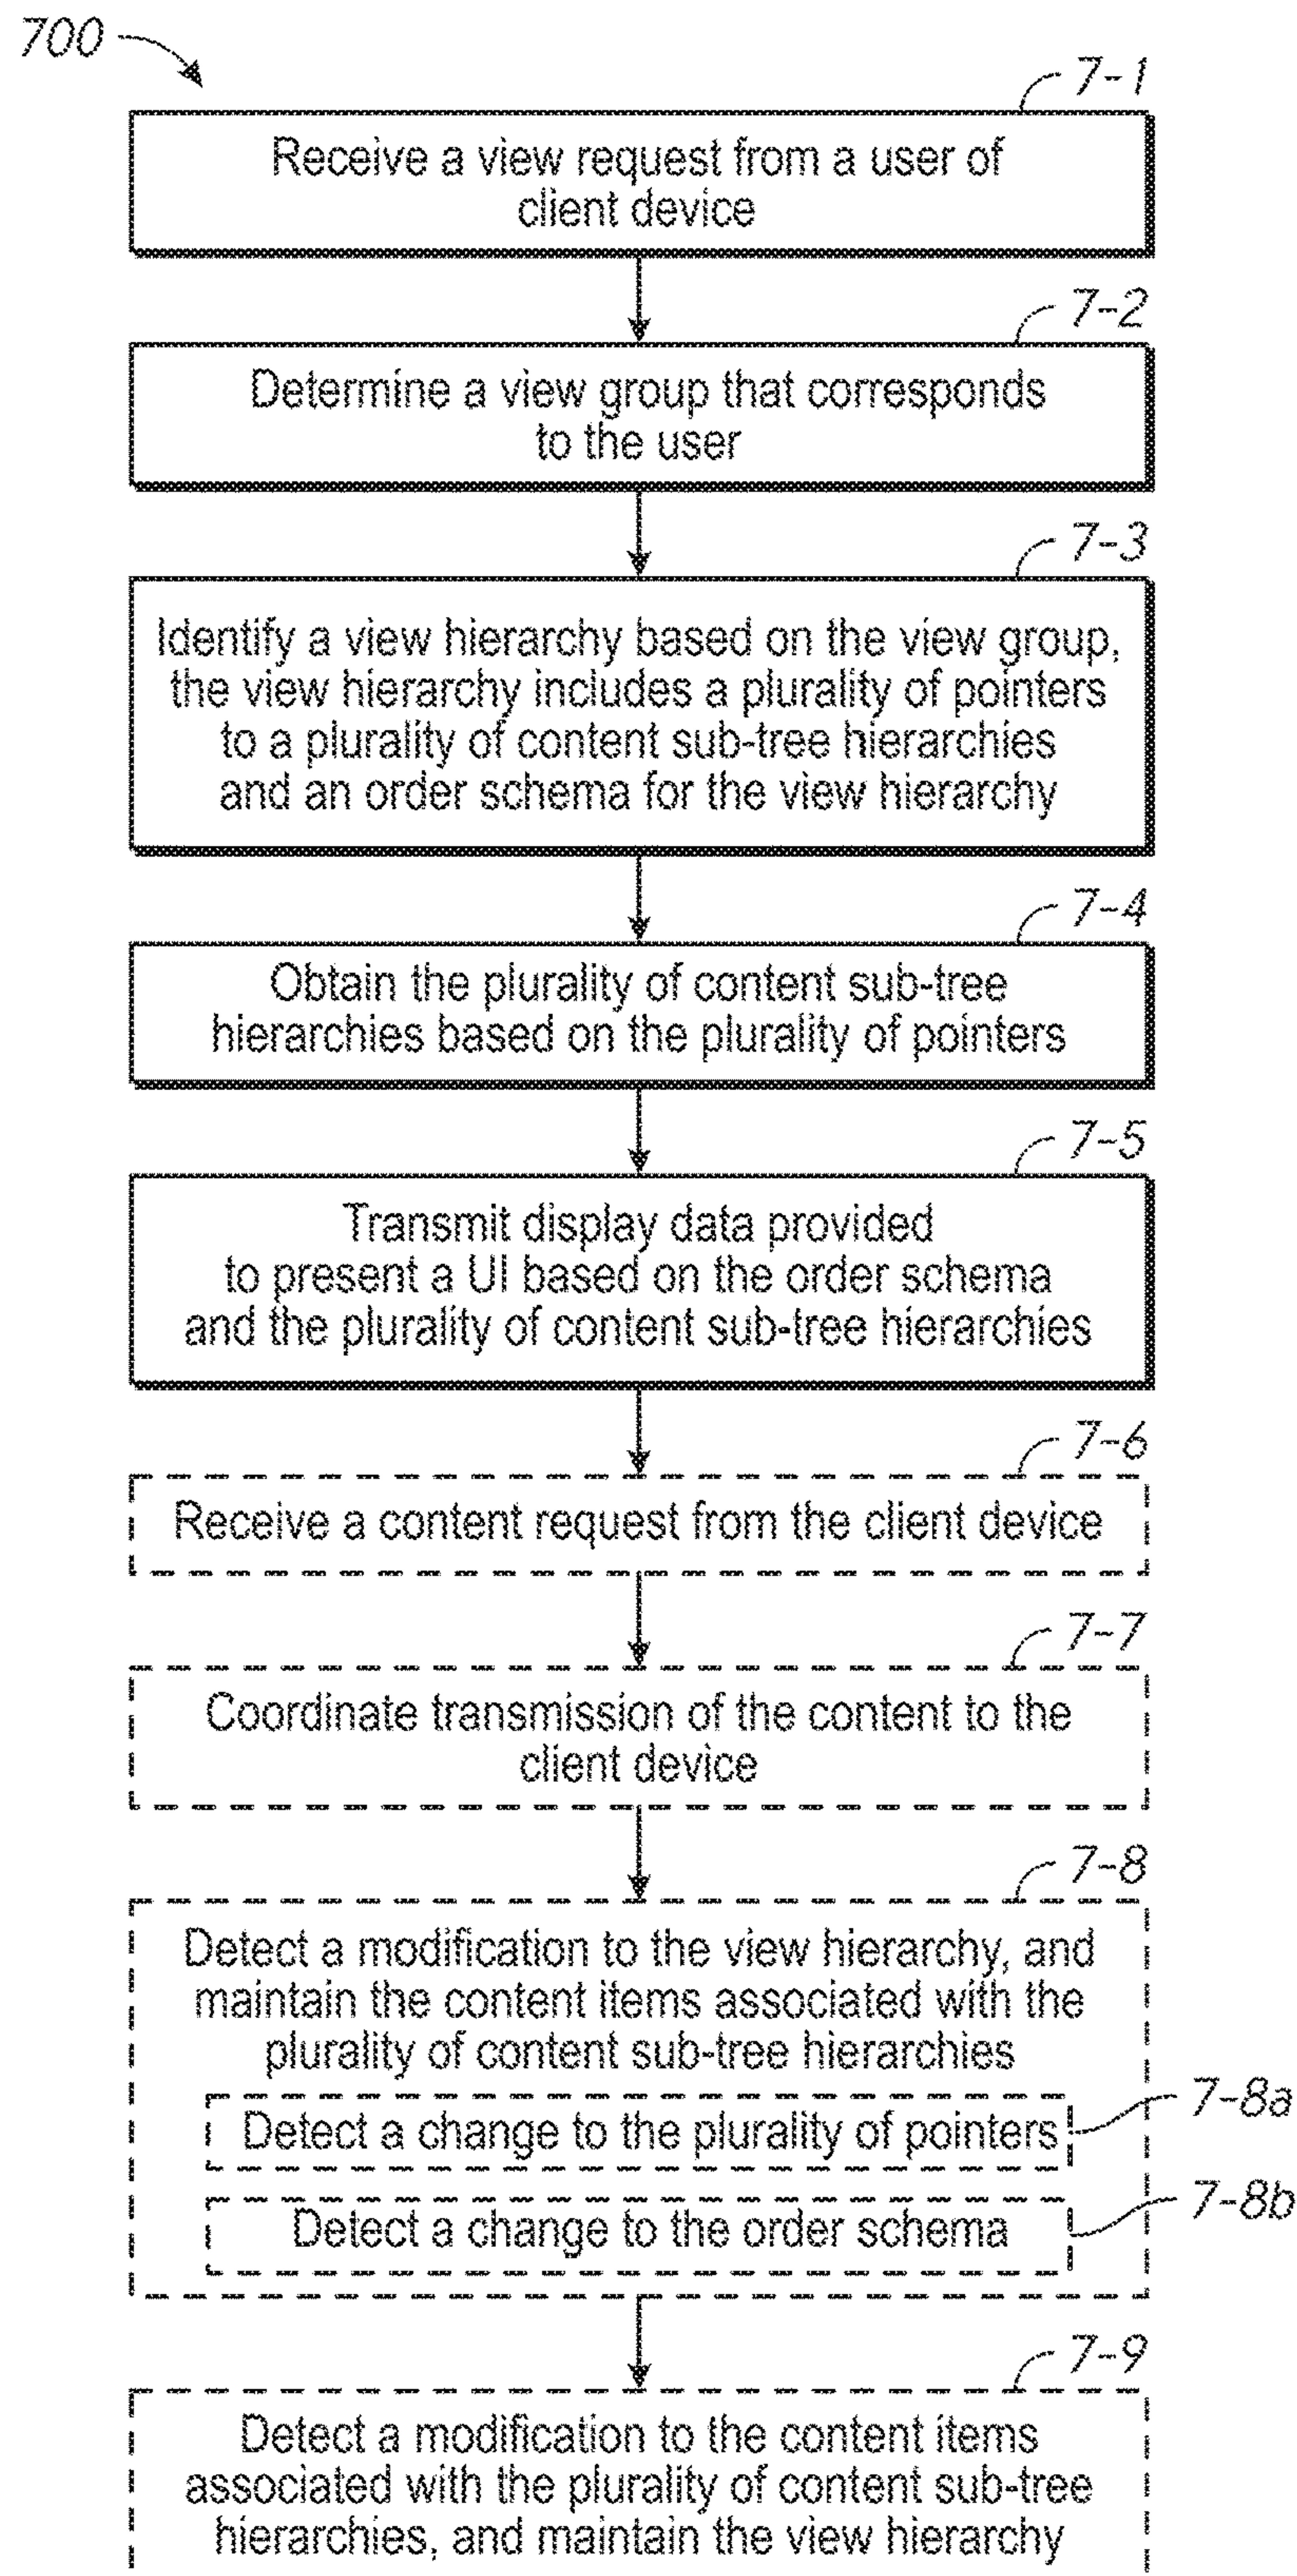 700
7-1
Receive a view request from a user of
client device
7-2
Determine a view group that corresponds
to the user
7-3
Identify a view hierarchy based on the view group,
the view hierarchy includes a plurality of pointers
to a plurality of content sub-tree hierarchies
and an order schema for the view hierarchy
7-4
Obtain the plurality of content sub-tree
hierarchies based on the plurality of pointers
7-5
Transmit display data provided
to present a UI based on the order schema
and the plurality of content sub-tree hierarchies
7-6
Receive a content request from the client device
7-7
Coordinate transmission of the content to the
client device
7-8
Detect a modification to the view hierarchy, and
maintain the content items associated with the
plurality of content sub-tree hierarchies
7-8a
Detect a change to the plurality of pointers
7-8b
Detect a change to the order schema
7-9
Detect a modification to the content items
associated with the plurality of content sub-tree
hierarchies, and maintain the view hierarchy